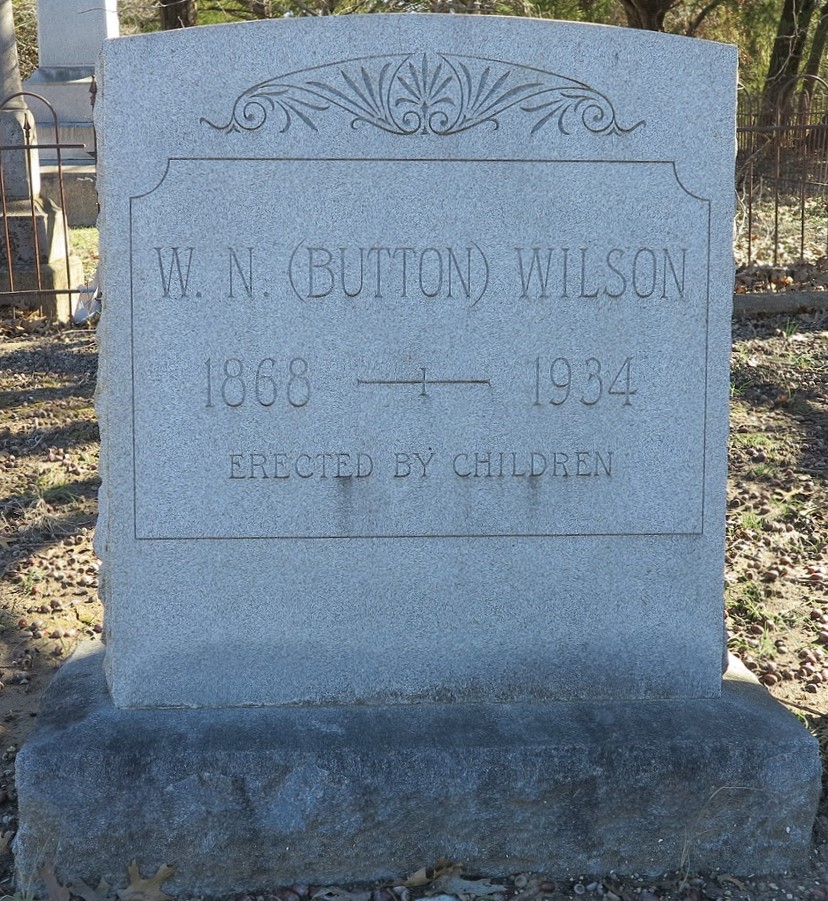 W. N. (BUTTON) WILSON
1868 — 1934
ERECTED BY CHILDREN